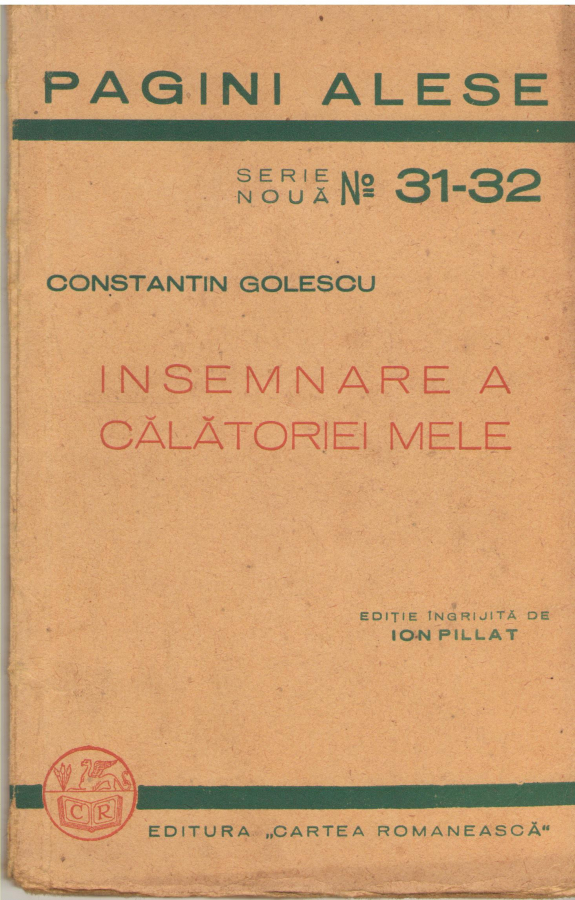 PAGINI ALESE
SERIE
NOUĂ
Nº 31-32
CONSTANTIN GOLESCU
INSEMNARE A
CĂLĂTORIEI MELE
EDIȚIE ÎNGRIJITĂ DE
ION PILLAT
C R
EDITURA „CARTEA ROMANEASCĂ“